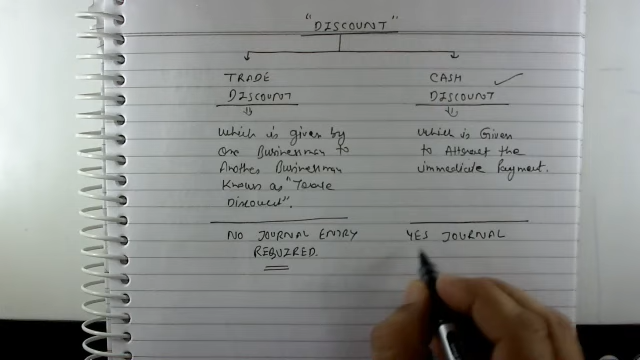 "DISCOUNT"
TRADE
DISCOUNT
which is given by
one Businessman to
Another Businessman
Known as "Trade
Discount".
NO JOURNAL ENTRY
REQUIRED.
CASH
DISCOUNT
which is Given
to Attract the
immediate Payment.
YES JOURNAL